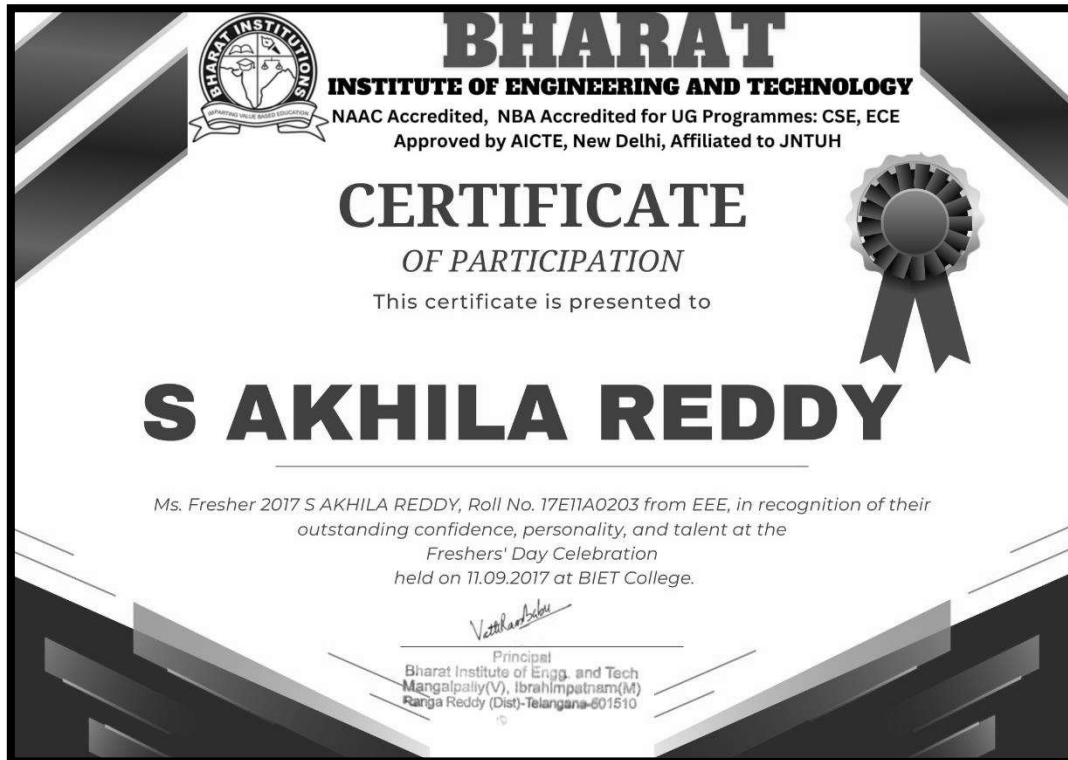 BHARAT INSTITUTIONS
IMPARTING VALUE BASED EDUCATION
BHARAT
INSTITUTE OF ENGINEERING AND TECHNOLOGY
NAAC Accredited, NBA Accredited for UG Programmes: CSE, ECE
Approved by AICTE, New Delhi, Affiliated to JNTUH
CERTIFICATE
OF PARTICIPATION
This certificate is presented to
S AKHILA REDDY
Ms. Fresher 2017 S AKHILA REDDY, Roll No. 17E11A0203 from EEE, in recognition of their
outstanding confidence, personality, and talent at the
Freshers' Day Celebration
held on 11.09.2017 at BIET College.
Principal
Bharat Institute of Engg. and Tech
Mangalpally(V), Ibrahimpatnam(M)
Ranga Reddy (Dist)-Telangana-501510